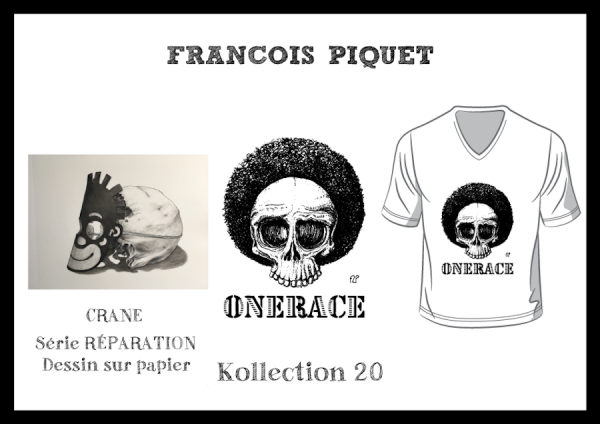 FRANCOIS PIQUET
CRANE
Série RÉPARATION
Dessin sur papier
ONERACE
Kollection 20
ONERACE